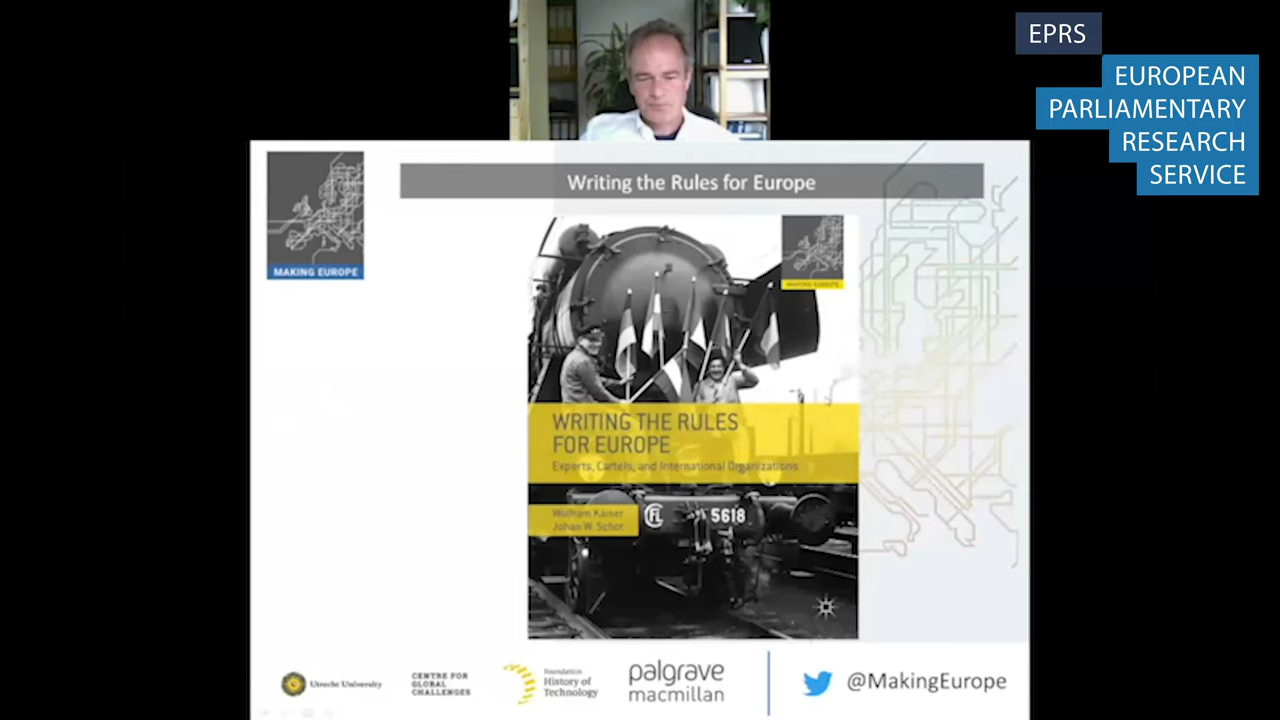 EPRS
EUROPEAN
PARLIAMENTARY
RESEARCH
SERVICE
Writing the Rules for Europe
MAKING EUROPE
MAKING EUROPE
WRITING THE RULES
FOR EUROPE
Experts, Cartels, and International Organizations
Wolfram Kaiser
Johan W. Schot
5618
Utrecht University
CENTRE FOR
GLOBAL
CHALLENGES
Foundation
History of
Technology
palgrave
macmillan
@MakingEurope